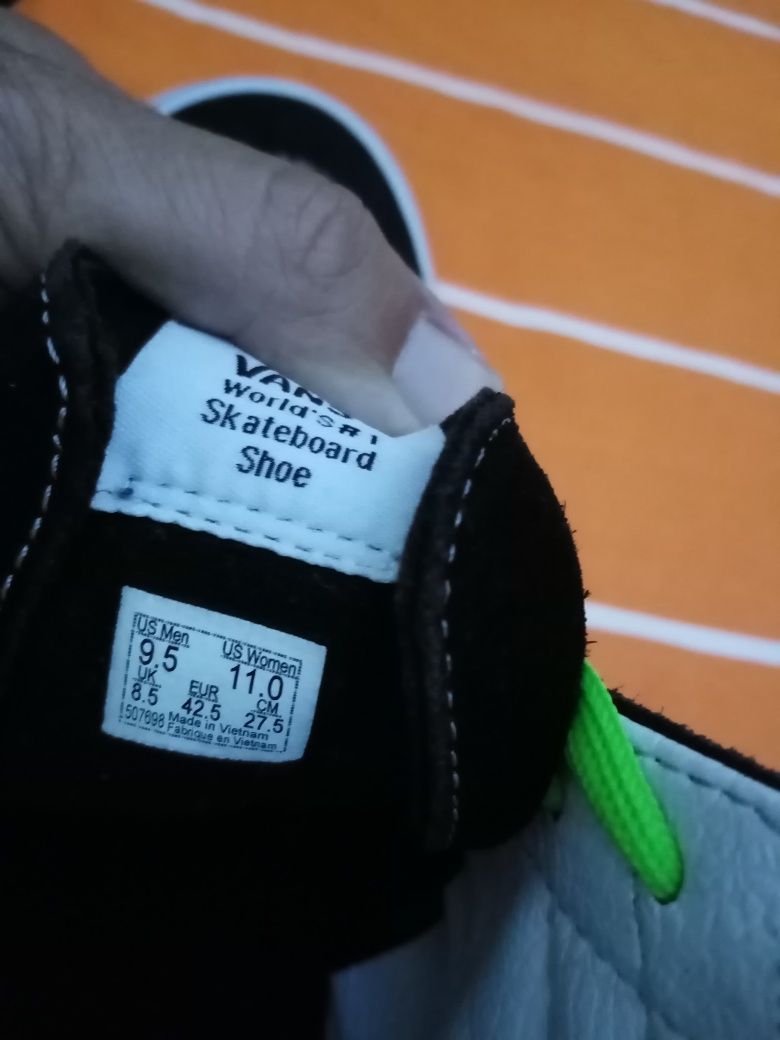 VANS
World's #1
Skateboard
Shoe
US Men US Women
9.5 11.0
UK EUR CM
8.5 42.5 27.5
507698 Made in Vietnam
Fabriqué en Vietnam